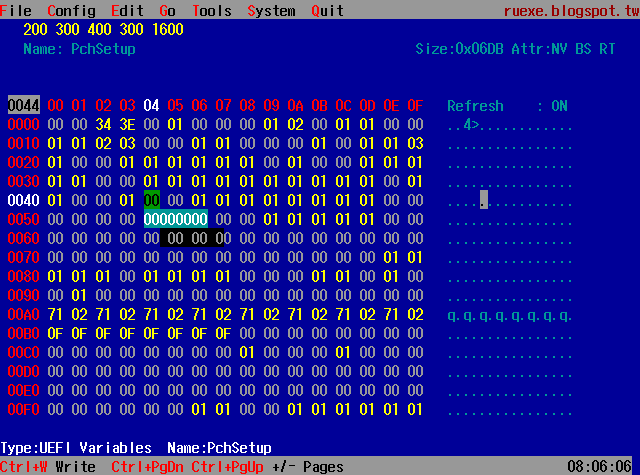 File Config Edit Go Tools System Quit ruexe.blogspot.tw
200 300 400 300 1600
Name: PchSetup Size:0x06DB Attr:NV BS RT
0044 00 01 02 03 04 05 06 07 08 09 0A 0B 0C 0D 0E 0F Refresh : ON
0000 00 00 34 3E 00 01 00 00 00 01 02 00 01 01 00 00 ..4>............
0010 01 01 02 03 00 00 01 01 01 00 00 01 00 01 01 03 ................
0020 01 00 00 01 01 01 01 01 01 00 01 00 00 01 01 01 ................
0030 01 01 00 01 01 01 01 01 01 01 01 01 01 01 00 00 ................
0040 01 00 00 01 00 00 01 01 01 01 01 01 01 01 00 00 ................
0050 00 00 00 00 00000000 00 00 01 01 01 01 01 00 00 ................
0060 00 00 00 00 00 00 00 00 00 00 00 00 00 00 00 ................
0070 00 00 00 00 00 00 00 00 00 00 00 00 00 00 01 01 ................
0080 01 01 01 00 01 01 01 01 00 00 00 01 01 00 01 00 ................
0090 00 01 00 00 00 00 00 00 00 00 00 00 00 00 00 00 ................
00A0 71 02 71 02 71 02 71 02 71 02 71 02 71 02 71 02 q.q.q.q.q.q.q.q.
00B0 0F 0F 0F 0F 0F 0F 0F 0F 00 00 00 00 00 00 00 00 ................
00C0 00 00 00 00 00 00 00 00 01 00 00 00 01 00 00 00 ................
00D0 00 00 00 00 00 00 00 00 00 00 00 00 00 00 00 00 ................
00E0 00 00 00 00 00 00 00 00 00 00 00 00 00 00 00 00 ................
00F0 00 00 00 00 00 00 01 01 00 00 01 01 01 01 01 01 ................
Type:UEFI Variables Name:PchSetup
Ctrl+W Write Ctrl+PgDn Ctrl+PgUp +/- Pages 08:06:06